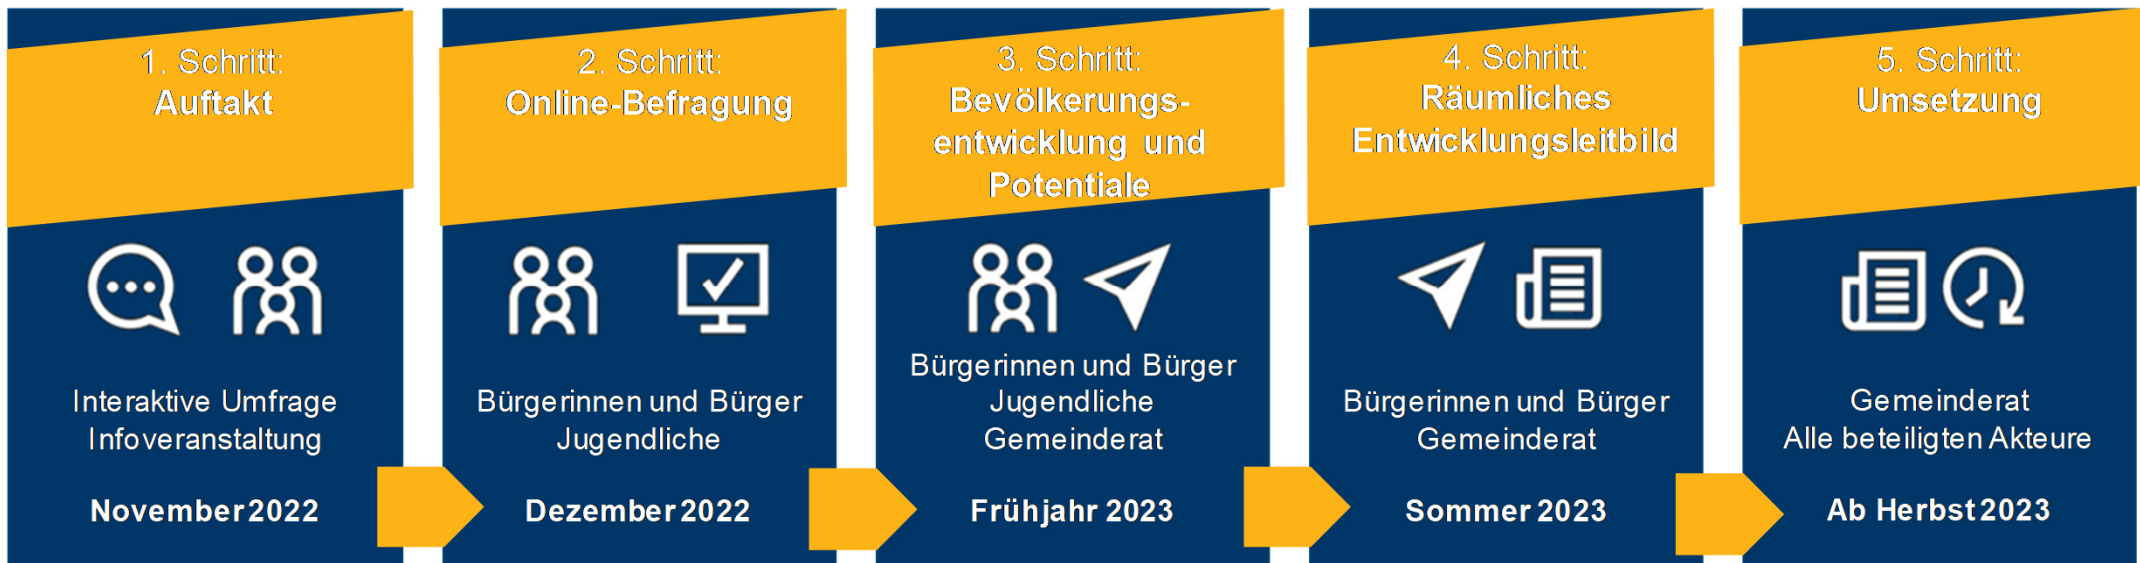 1. Schritt:
Auftakt
Interaktive Umfrage
Infoveranstaltung
November 2022
2. Schritt:
Online-Befragung
Bürgerinnen und Bürger
Jugendliche
Dezember 2022
3. Schritt:
Bevölkerungs-
entwicklung und
Potentiale
Bürgerinnen und Bürger
Jugendliche
Gemeinderat
Frühjahr 2023
4. Schritt:
Räumliches
Entwicklungsleitbild
Bürgerinnen und Bürger
Gemeinderat
Sommer 2023
5. Schritt:
Umsetzung
Gemeinderat
Alle beteiligten Akteure
Ab Herbst 2023